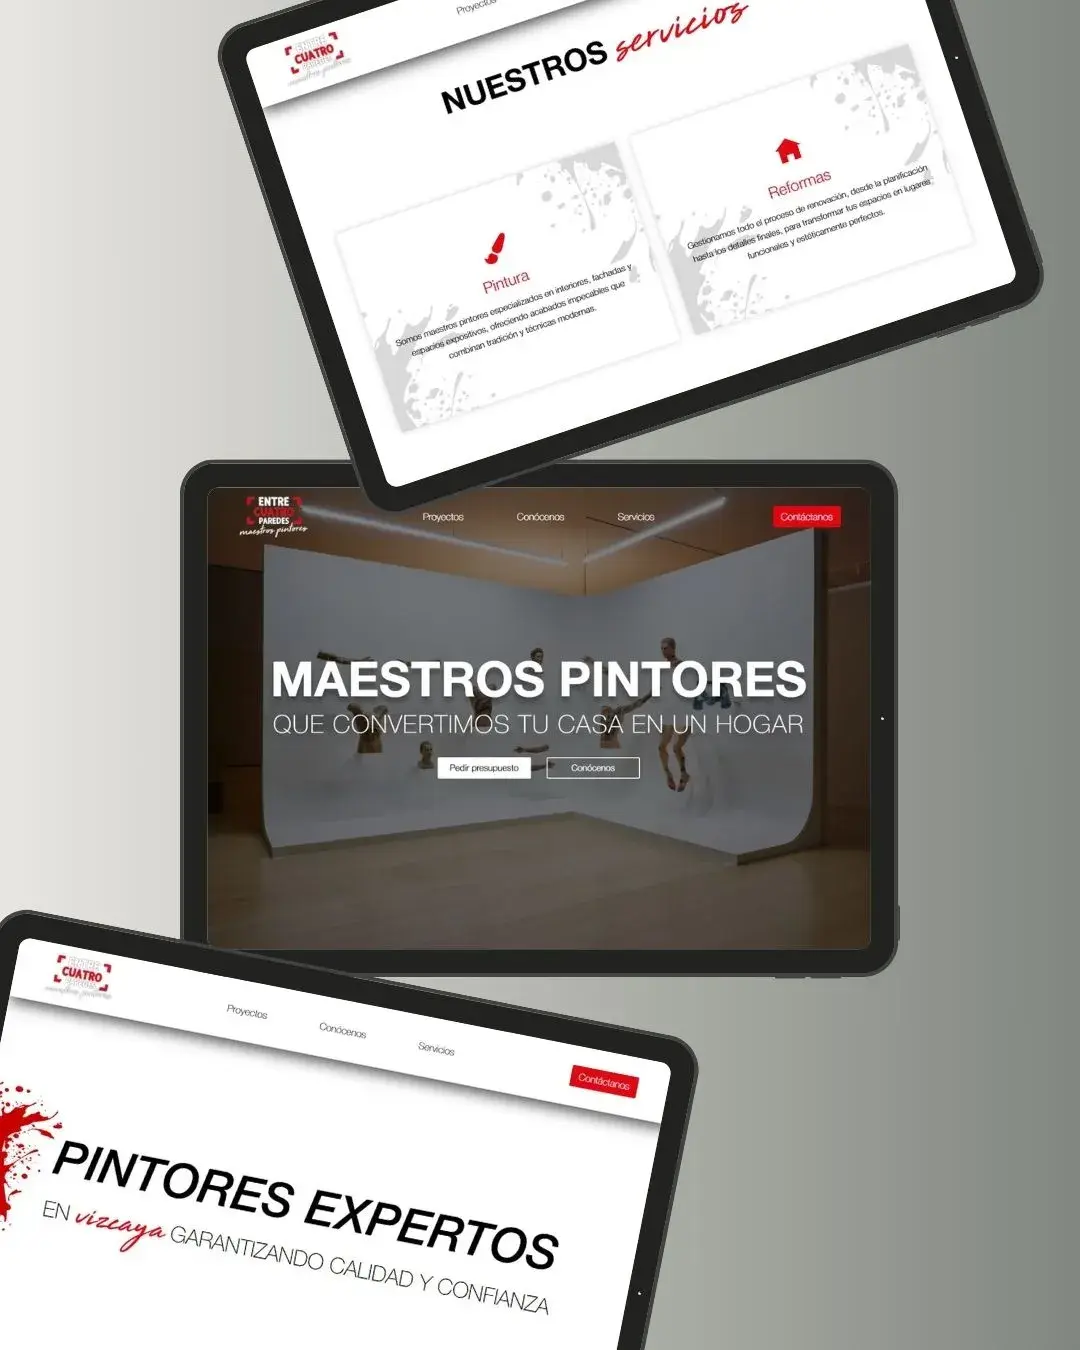 ENTRE
CUATRO
PAREDES
maestros pintores
Proyectos
NUESTROS servicios
Pintura
Somos maestros pintores especializados en interiores, fachadas y
espacios expositivos, ofreciendo acabados impecables que
combinan tradición y técnicas modernas.
Reformas
Gestionamos todo el proceso de renovación, desde la planificación
hasta los detalles finales, para transformar tus espacios en lugares
funcionales y estéticamente perfectos.
ENTRE
CUATRO
PAREDES
maestros pintores
Proyectos
Conócenos
Servicios
Contáctanos
MAESTROS PINTORES
QUE CONVERTIMOS TU CASA EN UN HOGAR
Pedir presupuesto
Conócenos
ENTRE
CUATRO
PAREDES
maestros pintores
Proyectos
Conócenos
Servicios
Contáctanos
PINTORES EXPERTOS
EN vizcaya GARANTIZANDO CALIDAD Y CONFIANZA